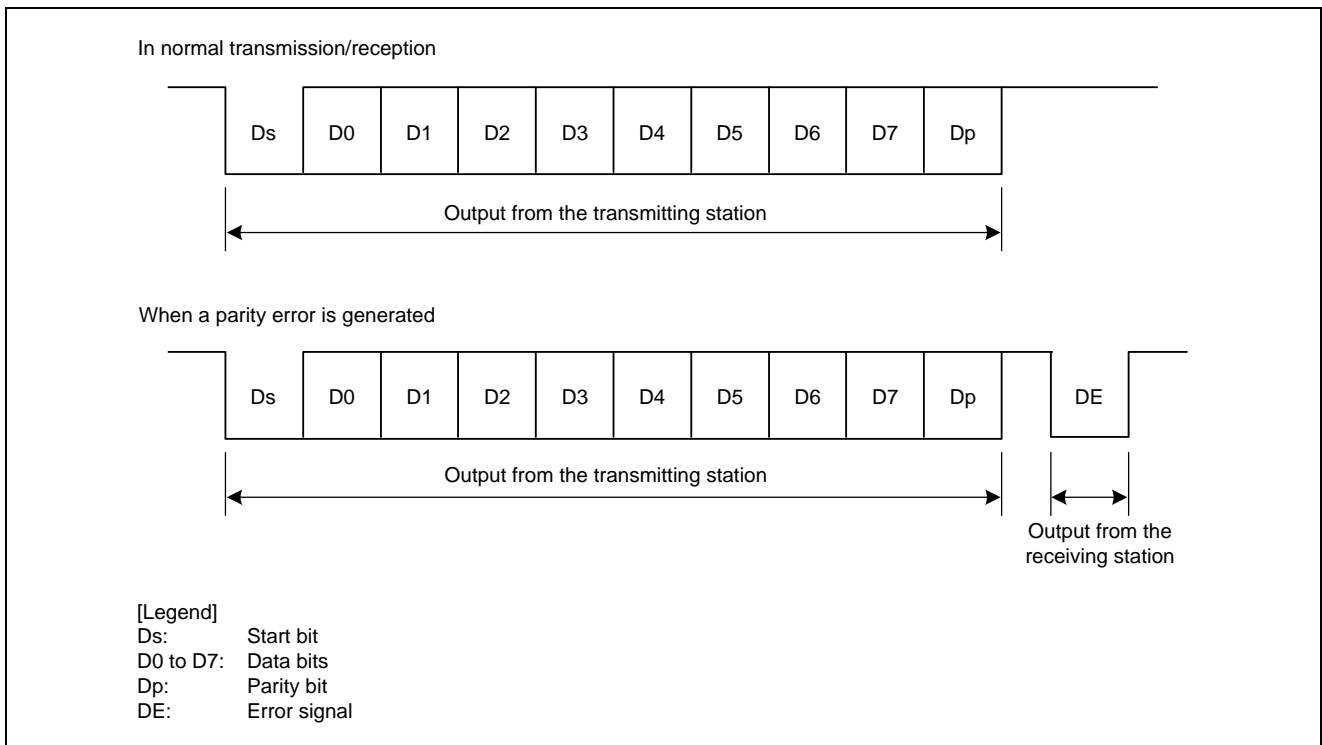 In normal transmission/reception
Ds D0 D1 D2 D3 D4 D5 D6 D7 Dp
Output from the transmitting station
When a parity error is generated
Ds D0 D1 D2 D3 D4 D5 D6 D7 Dp DE
Output from the transmitting station
Output from the
receiving station
[Legend]
Ds: Start bit
D0 to D7: Data bits
Dp: Parity bit
DE: Error signal